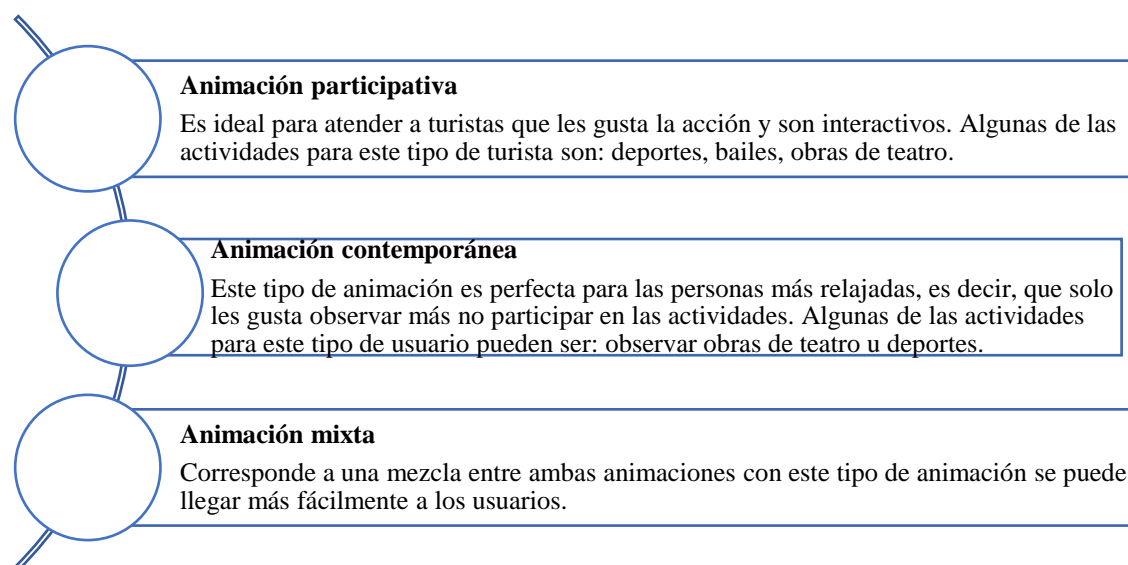 Animación participativa
Es ideal para atender a turistas que les gusta la acción y son interactivos. Algunas de las
actividades para este tipo de turista son: deportes, bailes, obras de teatro.
Animación contemporánea
Este tipo de animación es perfecta para las personas más relajadas, es decir, que solo
les gusta observar más no participar en las actividades. Algunas de las actividades
para este tipo de usuario pueden ser: observar obras de teatro u deportes.
Animación mixta
Corresponde a una mezcla entre ambas animaciones con este tipo de animación se puede
llegar más fácilmente a los usuarios.